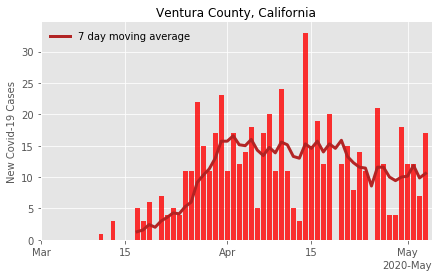 Ventura County, California
7 day moving average
New Covid-19 Cases
30
25
20
15
10
5
0
Mar
15
Apr
15
May
2020-May